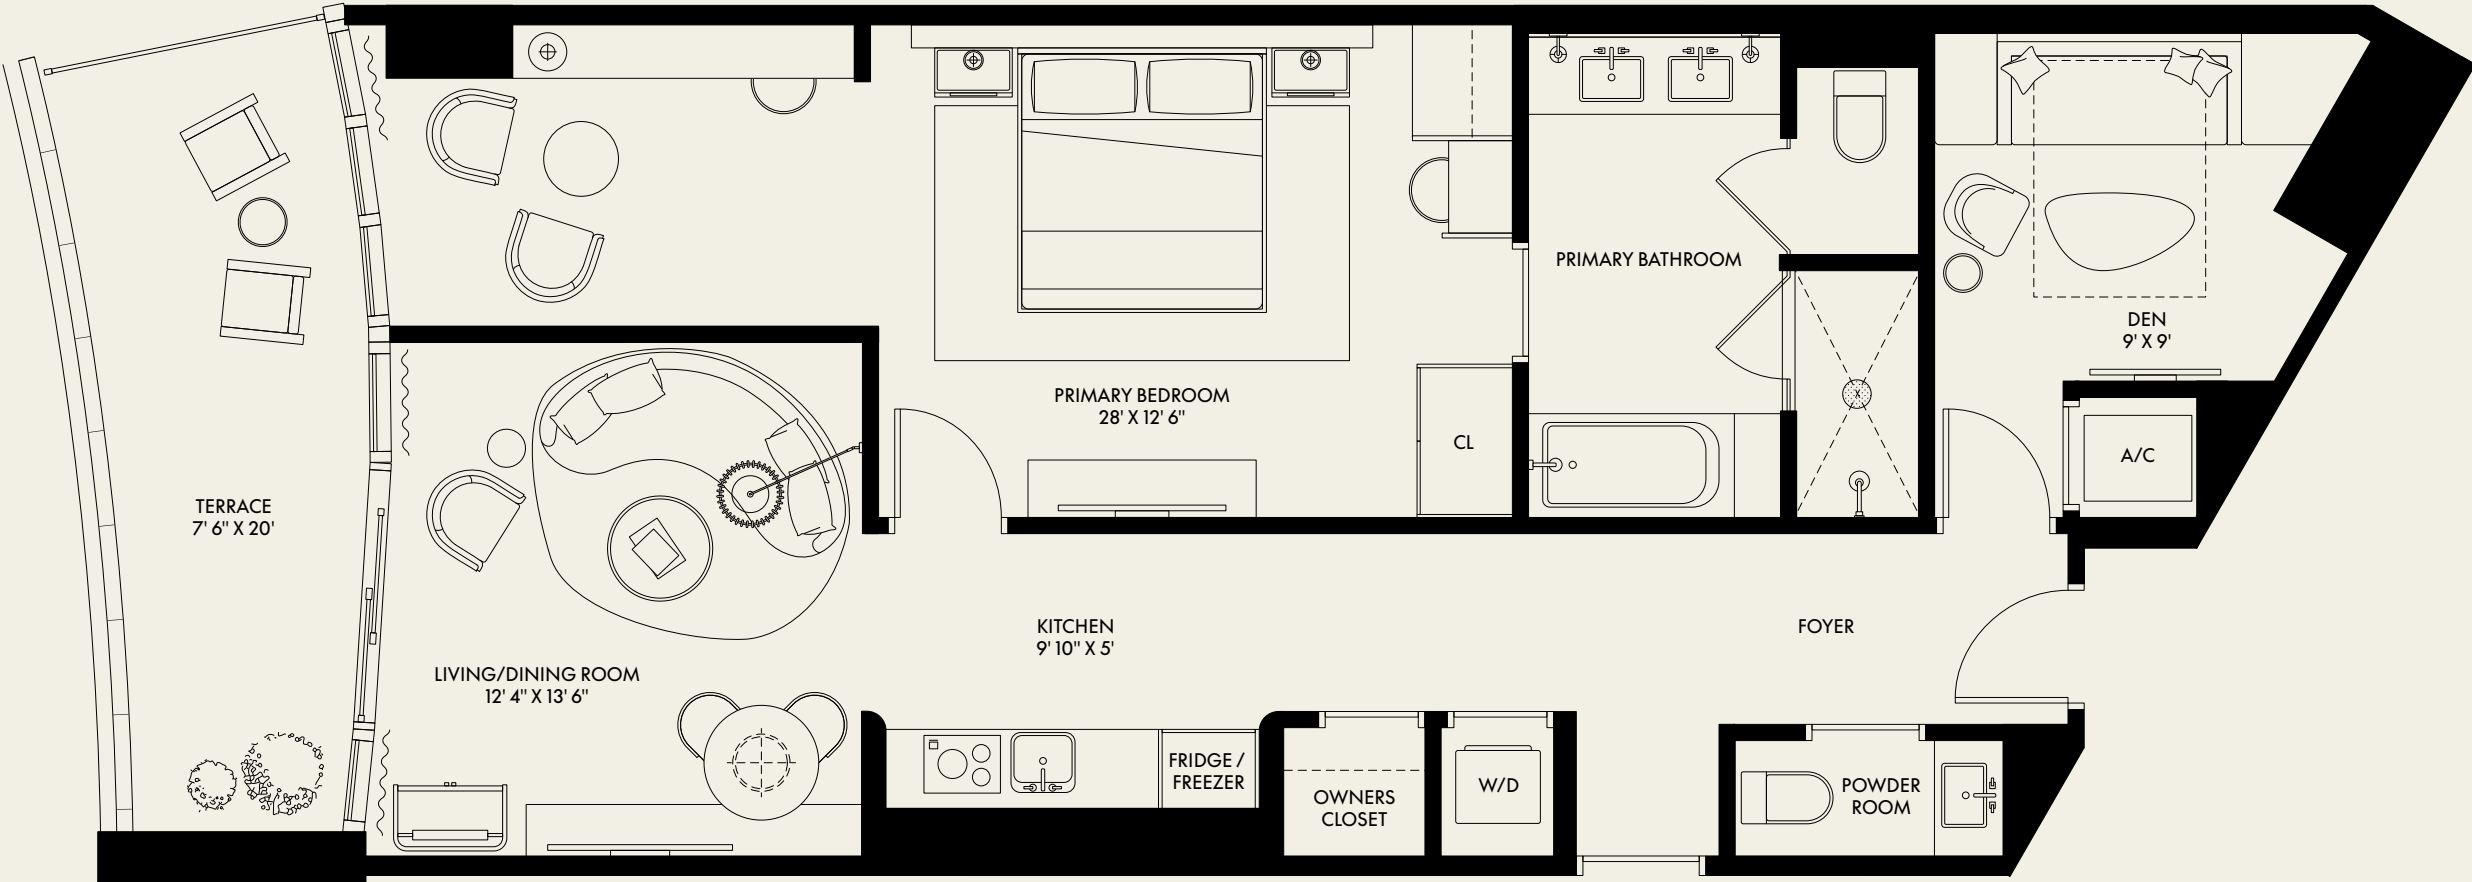 PRIMARY BATHROOM
DEN
9' X 9'
PRIMARY BEDROOM
28' X 12' 6"
CL
A/C
TERRACE
7' 6" X 20'
KITCHEN
9' 10" X 5'
FOYER
LIVING/DINING ROOM
12' 4" X 13' 6"
FRIDGE /
FREEZER
OWNERS
CLOSET
W/D
POWDER
ROOM